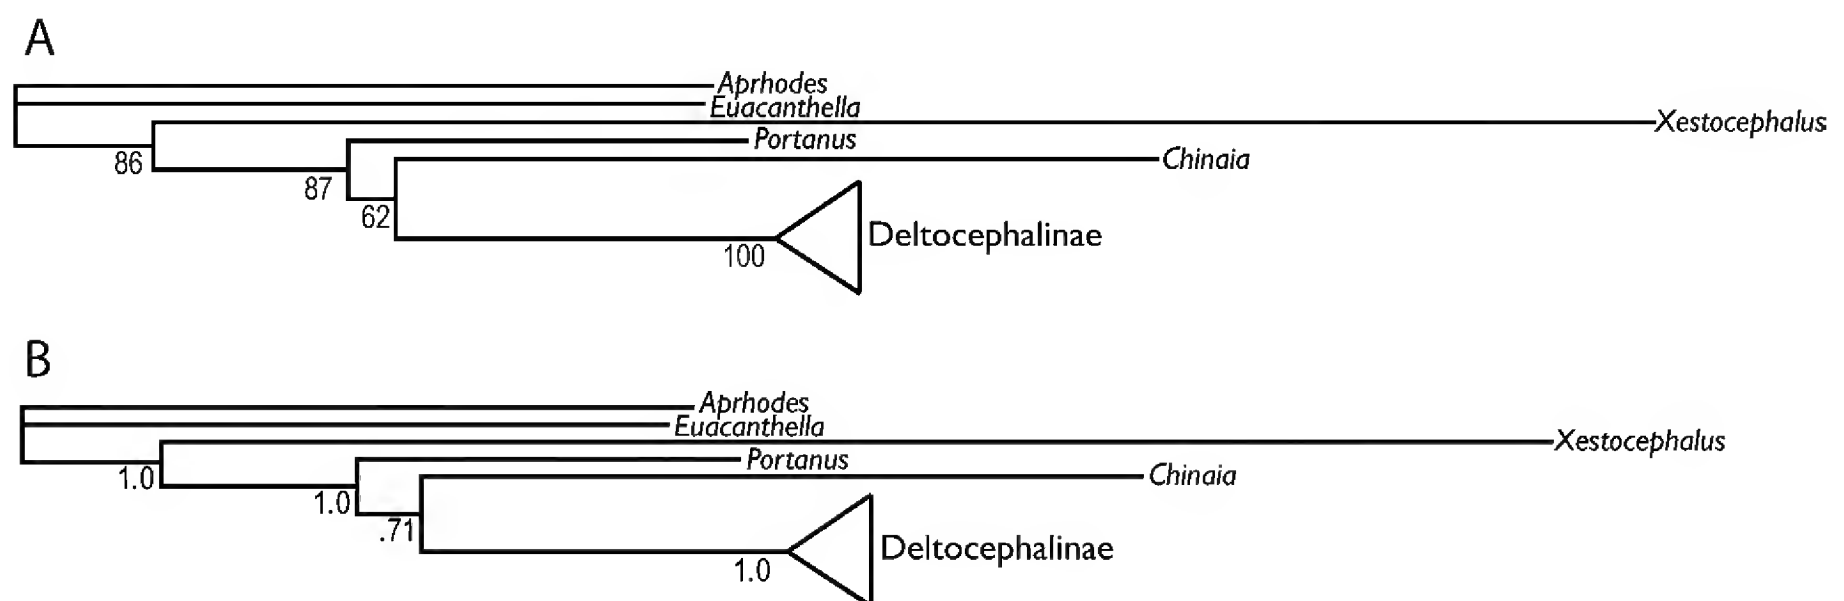 A
Aprhodes
Euacanthella
Xestocephalus
Portanus
86
Chinaia
87
62
Deltocephalinae
100
B
Aprhodes
Euacanthella
Xestocephalus
Portanus
1.0
Chinaia
1.0
.71
Deltocephalinae
1.0